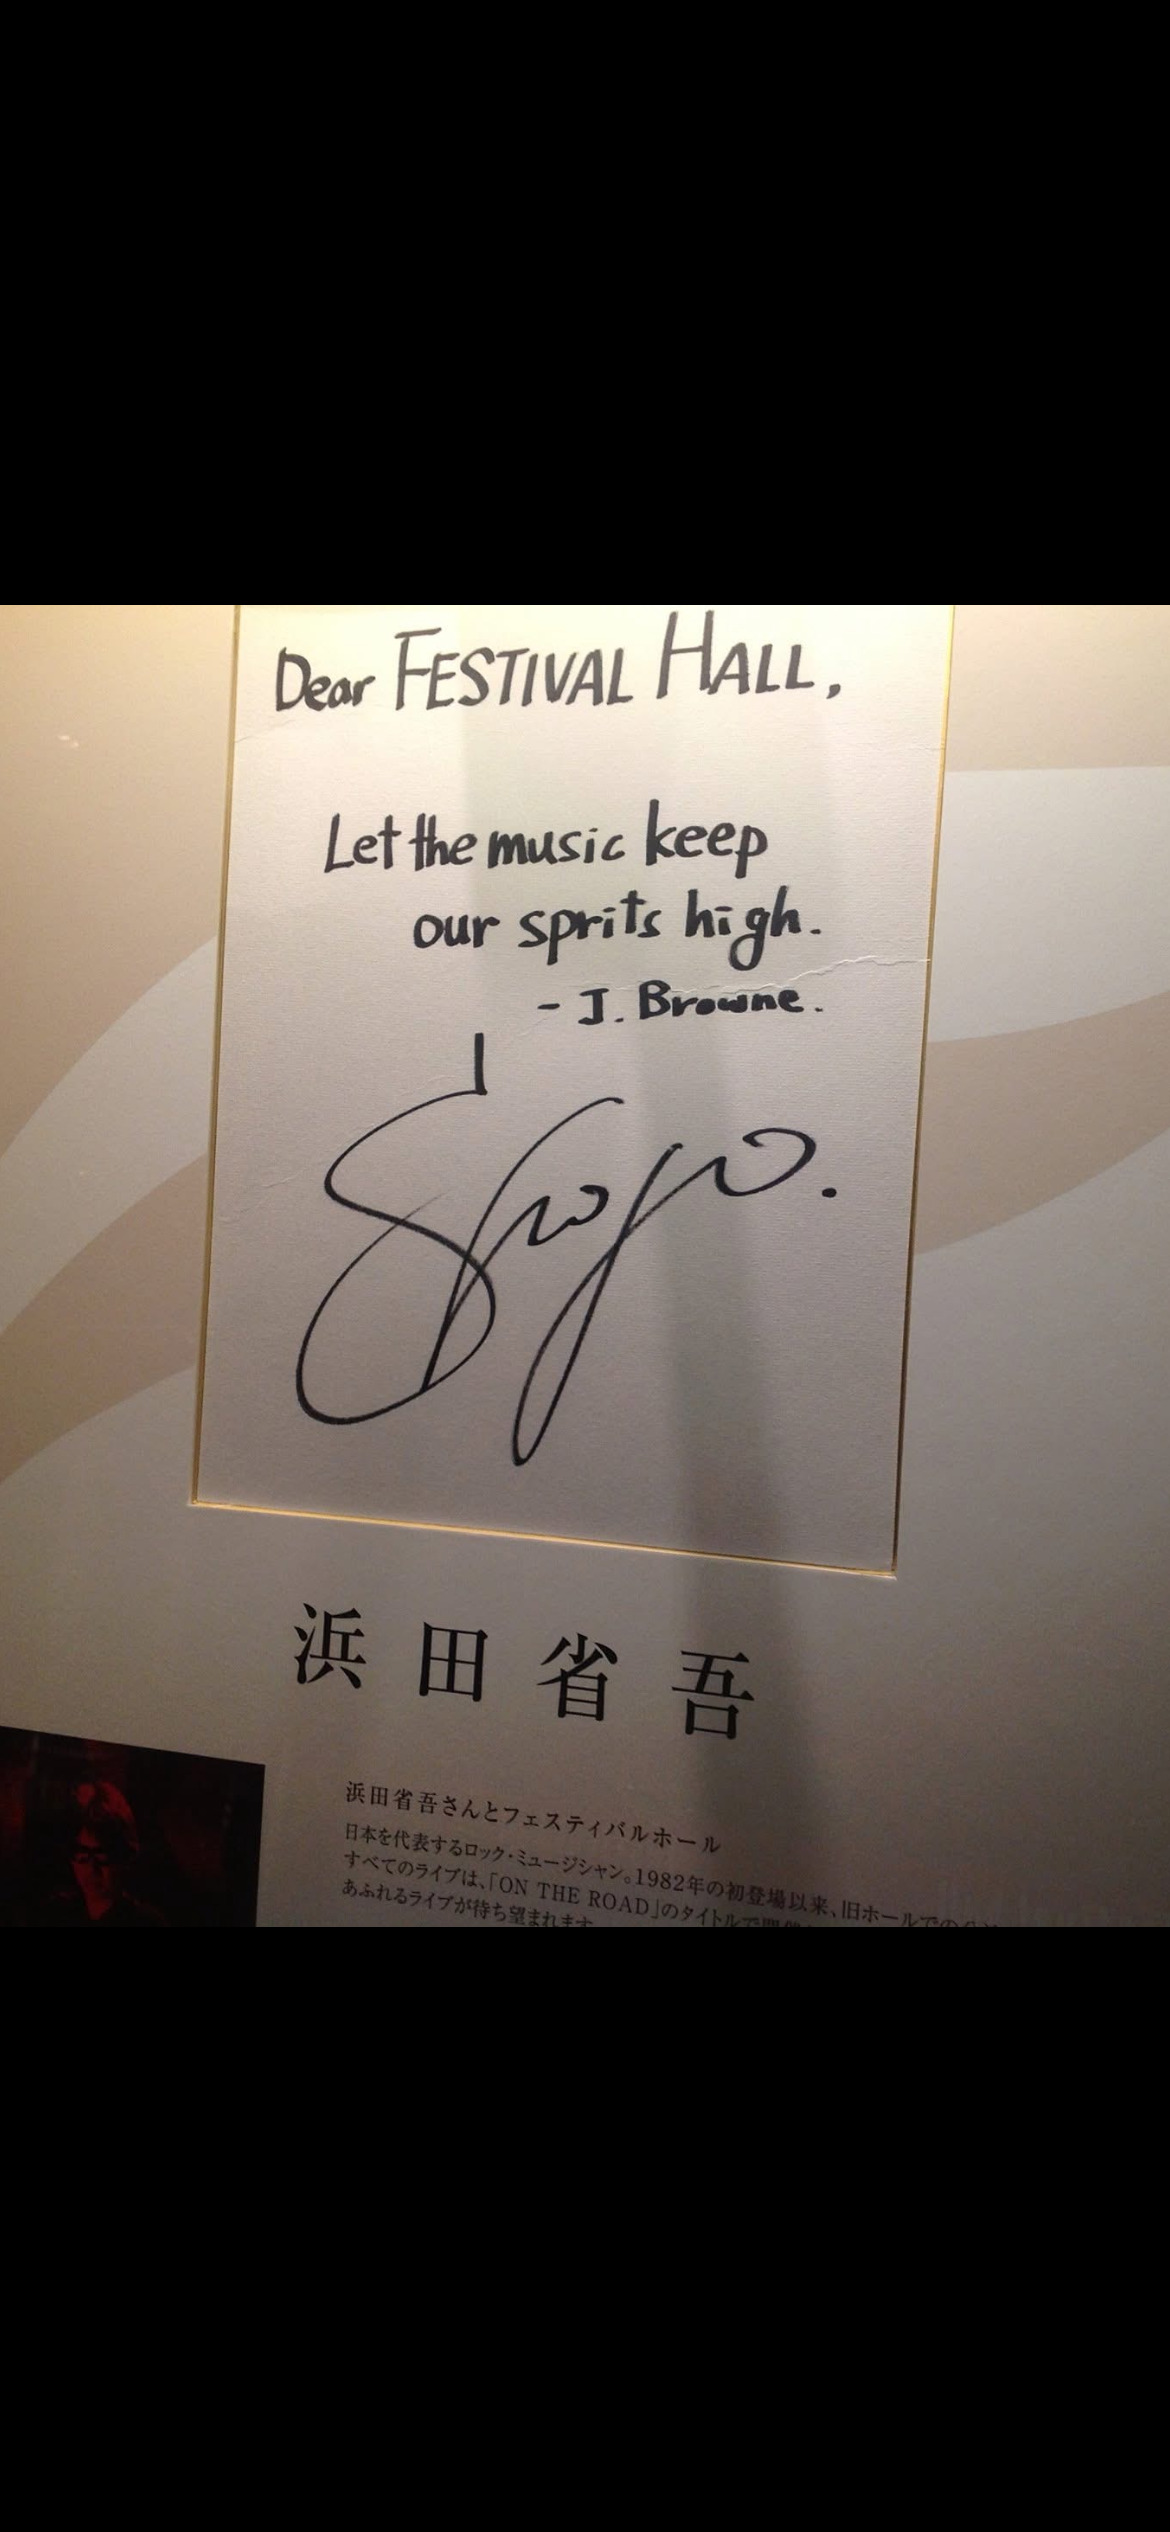 Dear FESTIVAL HALL,
Let the music keep
our sprits high.
- J. Browne.
Shogo.
浜田省吾
浜田省吾さんとフェスティバルホール
日本を代表するロック・ミュージシャン。1982年の初登場以来、旧ホールでの
すべてのライブは、「ON THE ROAD」のタイトルで開催
あふれるライブが待ち望まれます